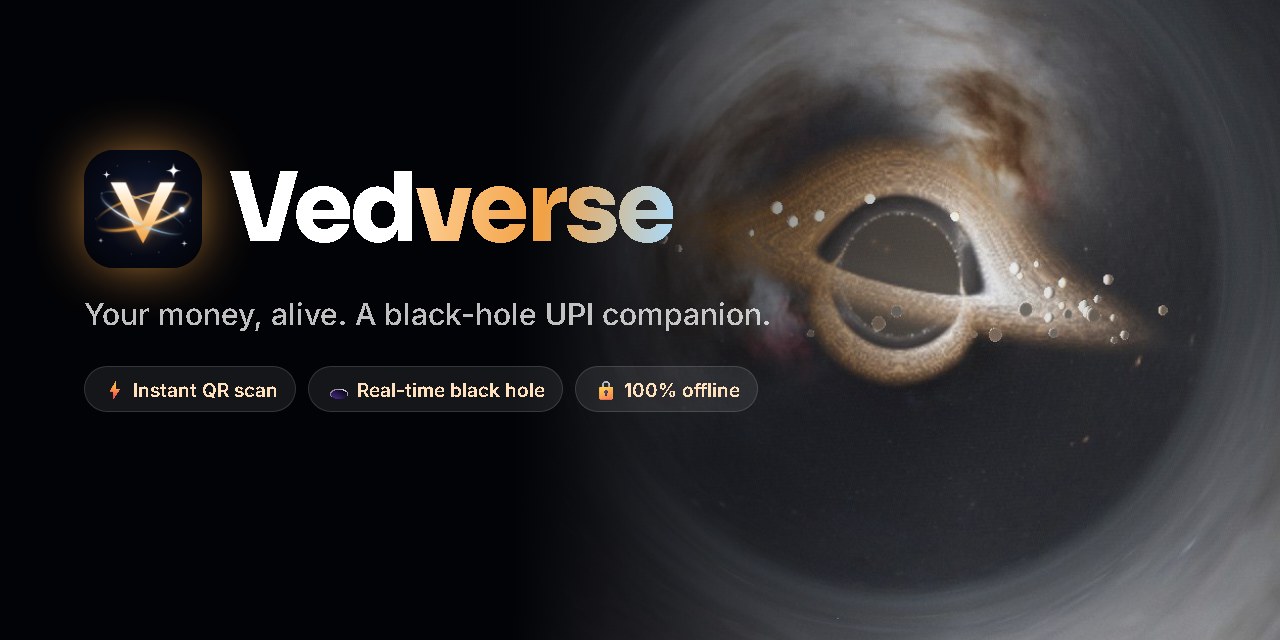 V
Vedverse
Your money, alive. A black-hole UPI companion.
Instant QR scan
Real-time black hole
100% offline